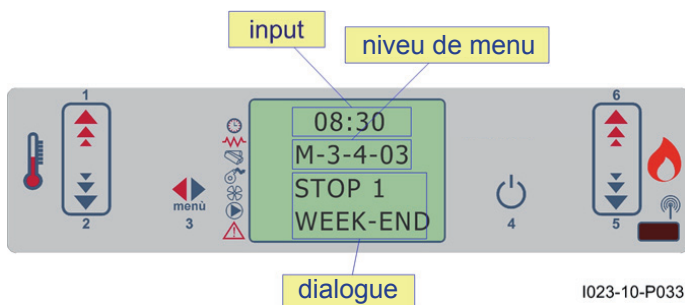 input
niveu de menu
1
6
08:30
M-3-4-03
STOP 1
WEEK-END
menù
2
3
4
5
dialogue
I023-10-P033